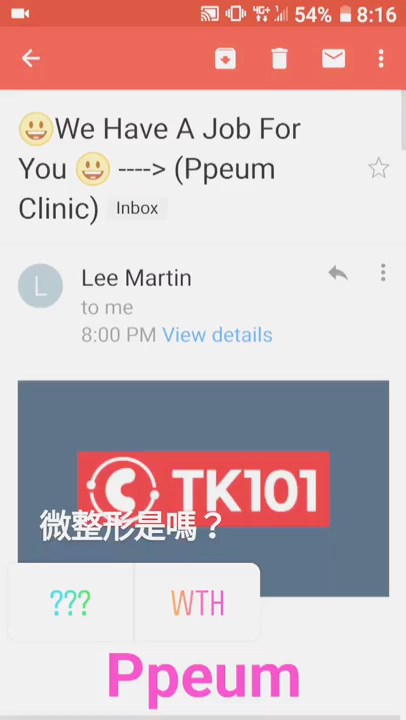 4G+ 54% 8:16
😃We Have A Job For
You 😃 ----> (Ppeum
Clinic) Inbox
L Lee Martin
to me
8:00 PM View details
TK101
微整形是嗎？
??? WTH
Ppeum